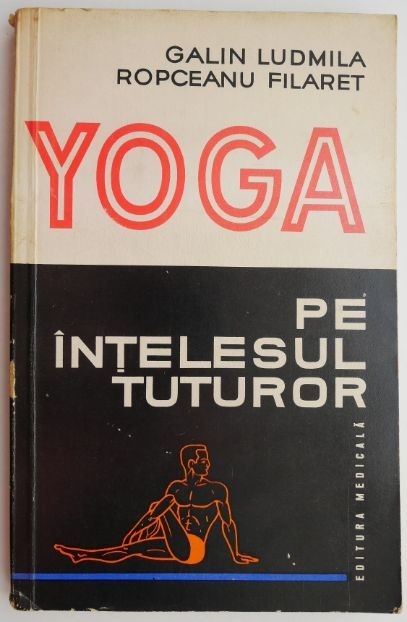 GALIN LUDMILA
ROPCEANU FILARET
YOGA
PE
ÎNȚELESUL
TUTUROR
EDITURA MEDICALĂ